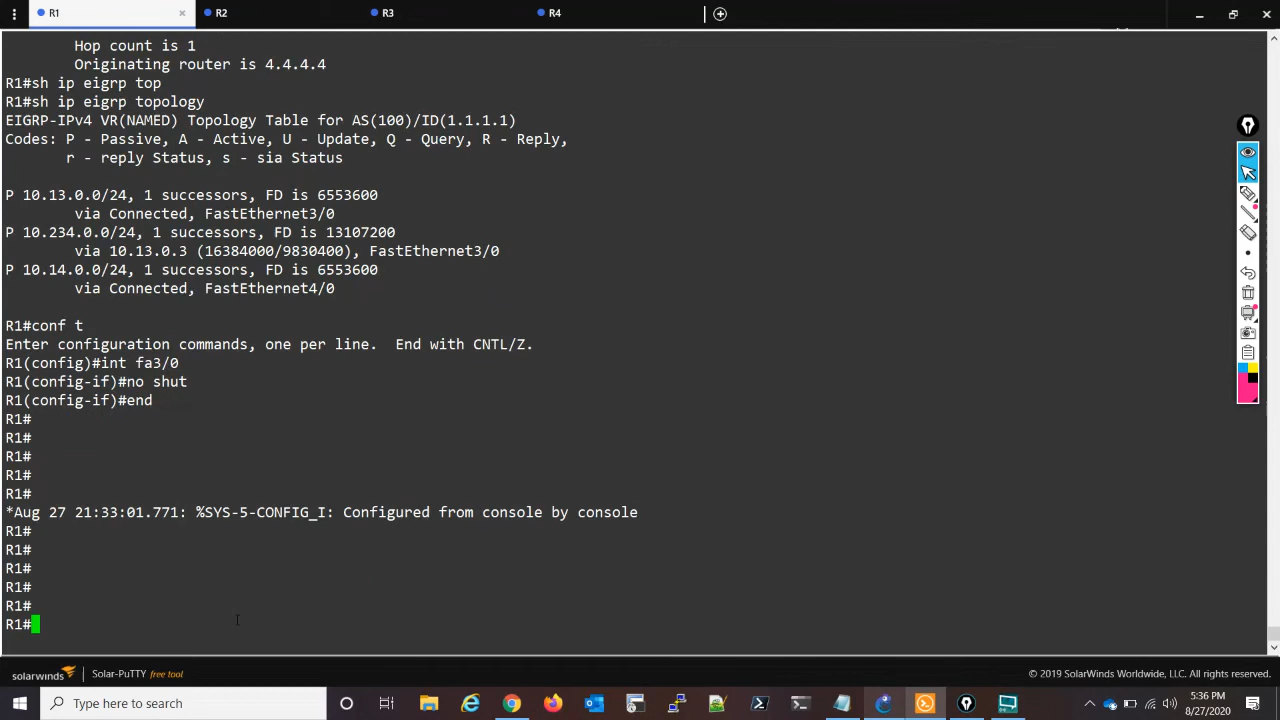 R1
R2
R3
R4
Hop count is 1
Originating router is 4.4.4.4
R1#sh ip eigrp top
R1#sh ip eigrp topology
EIGRP-IPv4 VR(NAMED) Topology Table for AS(100)/ID(1.1.1.1)
Codes: P - Passive, A - Active, U - Update, Q - Query, R - Reply,
r - reply Status, s - sia Status
P 10.13.0.0/24, 1 successors, FD is 6553600
via Connected, FastEthernet3/0
P 10.234.0.0/24, 1 successors, FD is 13107200
via 10.13.0.3 (16384000/9830400), FastEthernet3/0
P 10.14.0.0/24, 1 successors, FD is 6553600
via Connected, FastEthernet4/0
R1#conf t
Enter configuration commands, one per line.  End with CNTL/Z.
R1(config)#int fa3/0
R1(config-if)#no shut
R1(config-if)#end
R1#
R1#
R1#
R1#
R1#
*Aug 27 21:33:01.771: %SYS-5-CONFIG_I: Configured from console by console
R1#
R1#
R1#
R1#
R1#
R1#
solarwinds Solar-PuTTY free tool
© 2019 SolarWinds Worldwide, LLC. All rights reserved.
Type here to search
5:36 PM
8/27/2020